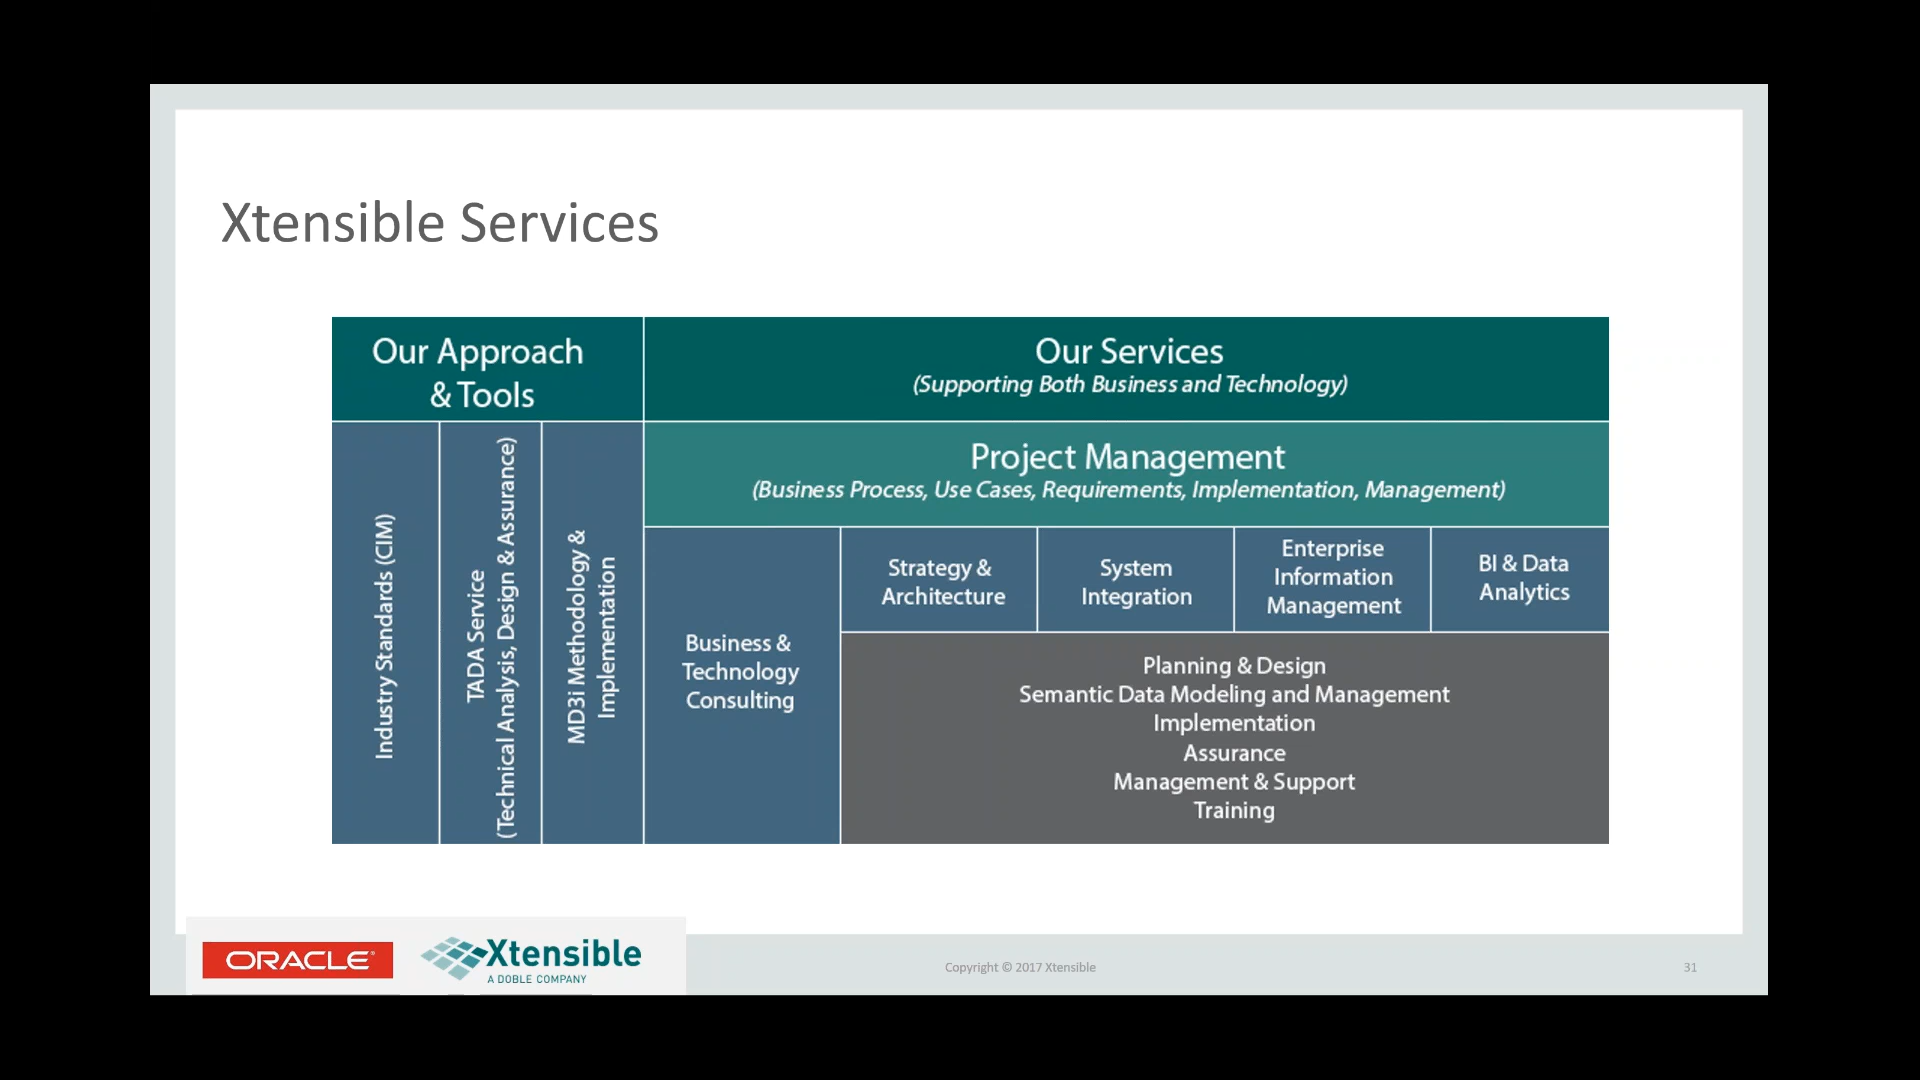 Xtensible Services
Our Approach
& Tools
Our Services
(Supporting Both Business and Technology)
Industry Standards (CIM)
TADA Service
(Technical Analysis, Design & Assurance)
MD3i Methodology &
Implementation
Project Management
(Business Process, Use Cases, Requirements, Implementation, Management)
Business &
Technology
Consulting
Strategy &
Architecture
System
Integration
Enterprise
Information
Management
BI & Data
Analytics
Planning & Design
Semantic Data Modeling and Management
Implementation
Assurance
Management & Support
Training
ORACLE®
Xtensible
A DOBLE COMPANY
Copyright © 2017 Xtensible
31